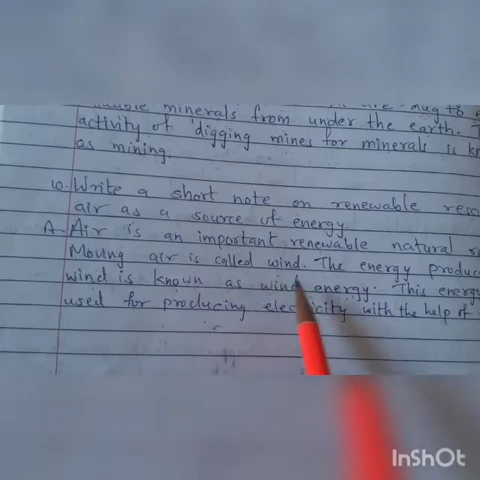 minerals from under the earth.
activity of digging mines for minerals is
as mining.
10. Write a short note on renewable
air as a source of energy
A. Air is an important renewable natural
Moving air is called wind. The energy
wind is known as wind energy. This energy
used for producing electricity with the help of
InShOt